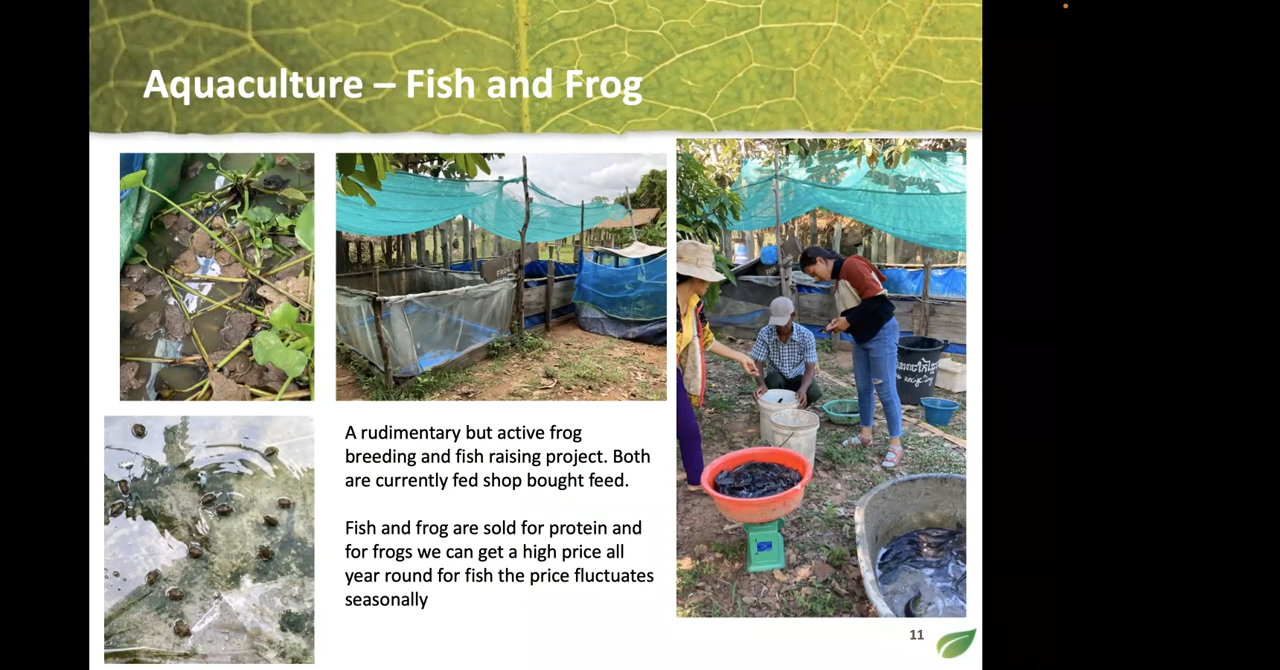 Aquaculture – Fish and Frog
A rudimentary but active frog
breeding and fish raising project. Both
are currently fed shop bought feed.
Fish and frog are sold for protein and
for frogs we can get a high price all
year round for fish the price fluctuates
seasonally
11